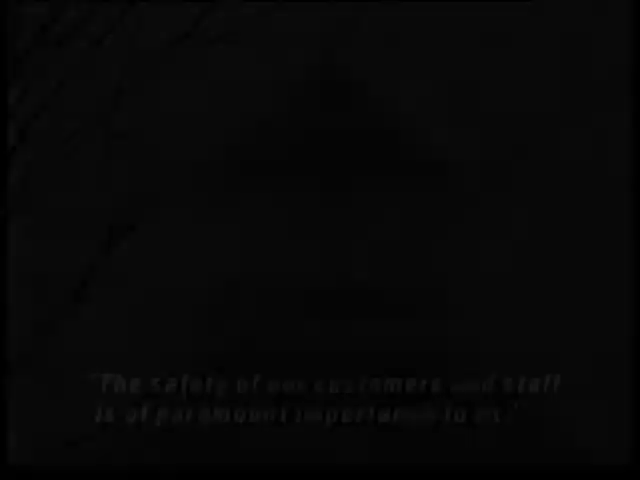 "The safety of our customers and staff
is of paramount importance to us."